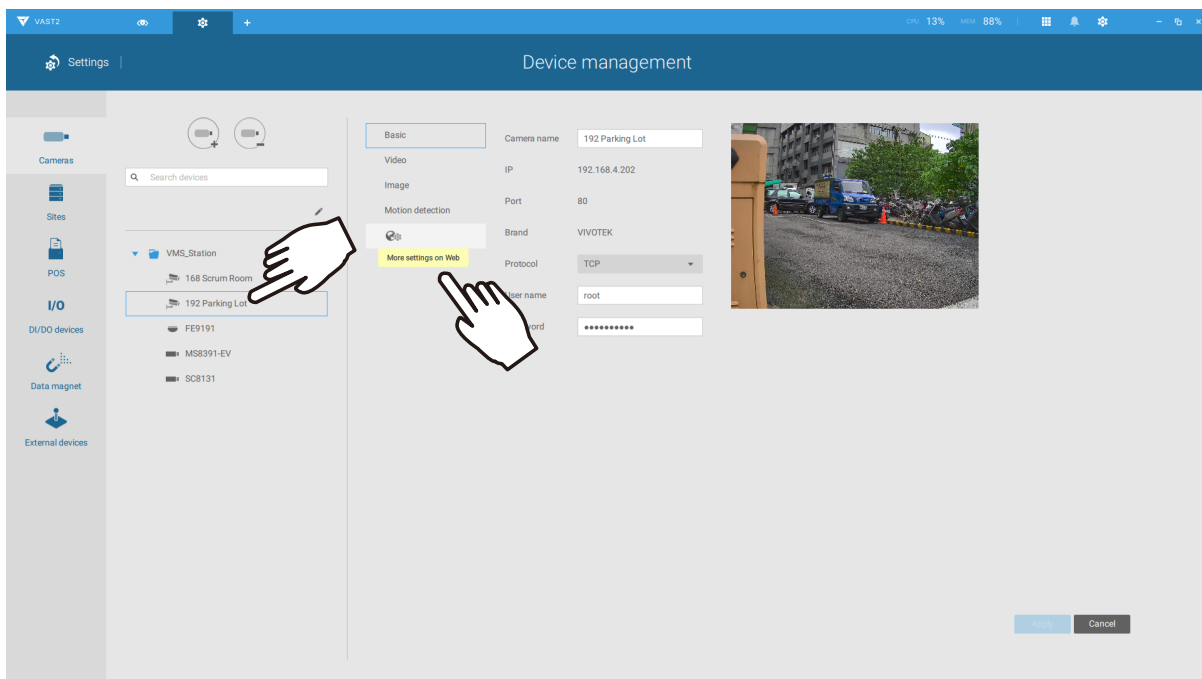 VAST2
+
CPU 13% MEM 88%
Settings
Device management
Cameras
Sites
POS
I/O
DI/DO devices
Data magnet
External devices
Search devices
VMS_Station
168 Scrum Room
192 Parking Lot
FE9191
MS8391-EV
SC8131
Basic
Video
Image
Motion detection
More settings on Web
Camera name 192 Parking Lot
IP 192.168.4.202
Port 80
Brand VIVOTEK
Protocol TCP
User name root
●●●●●●●●●●
Apply Cancel